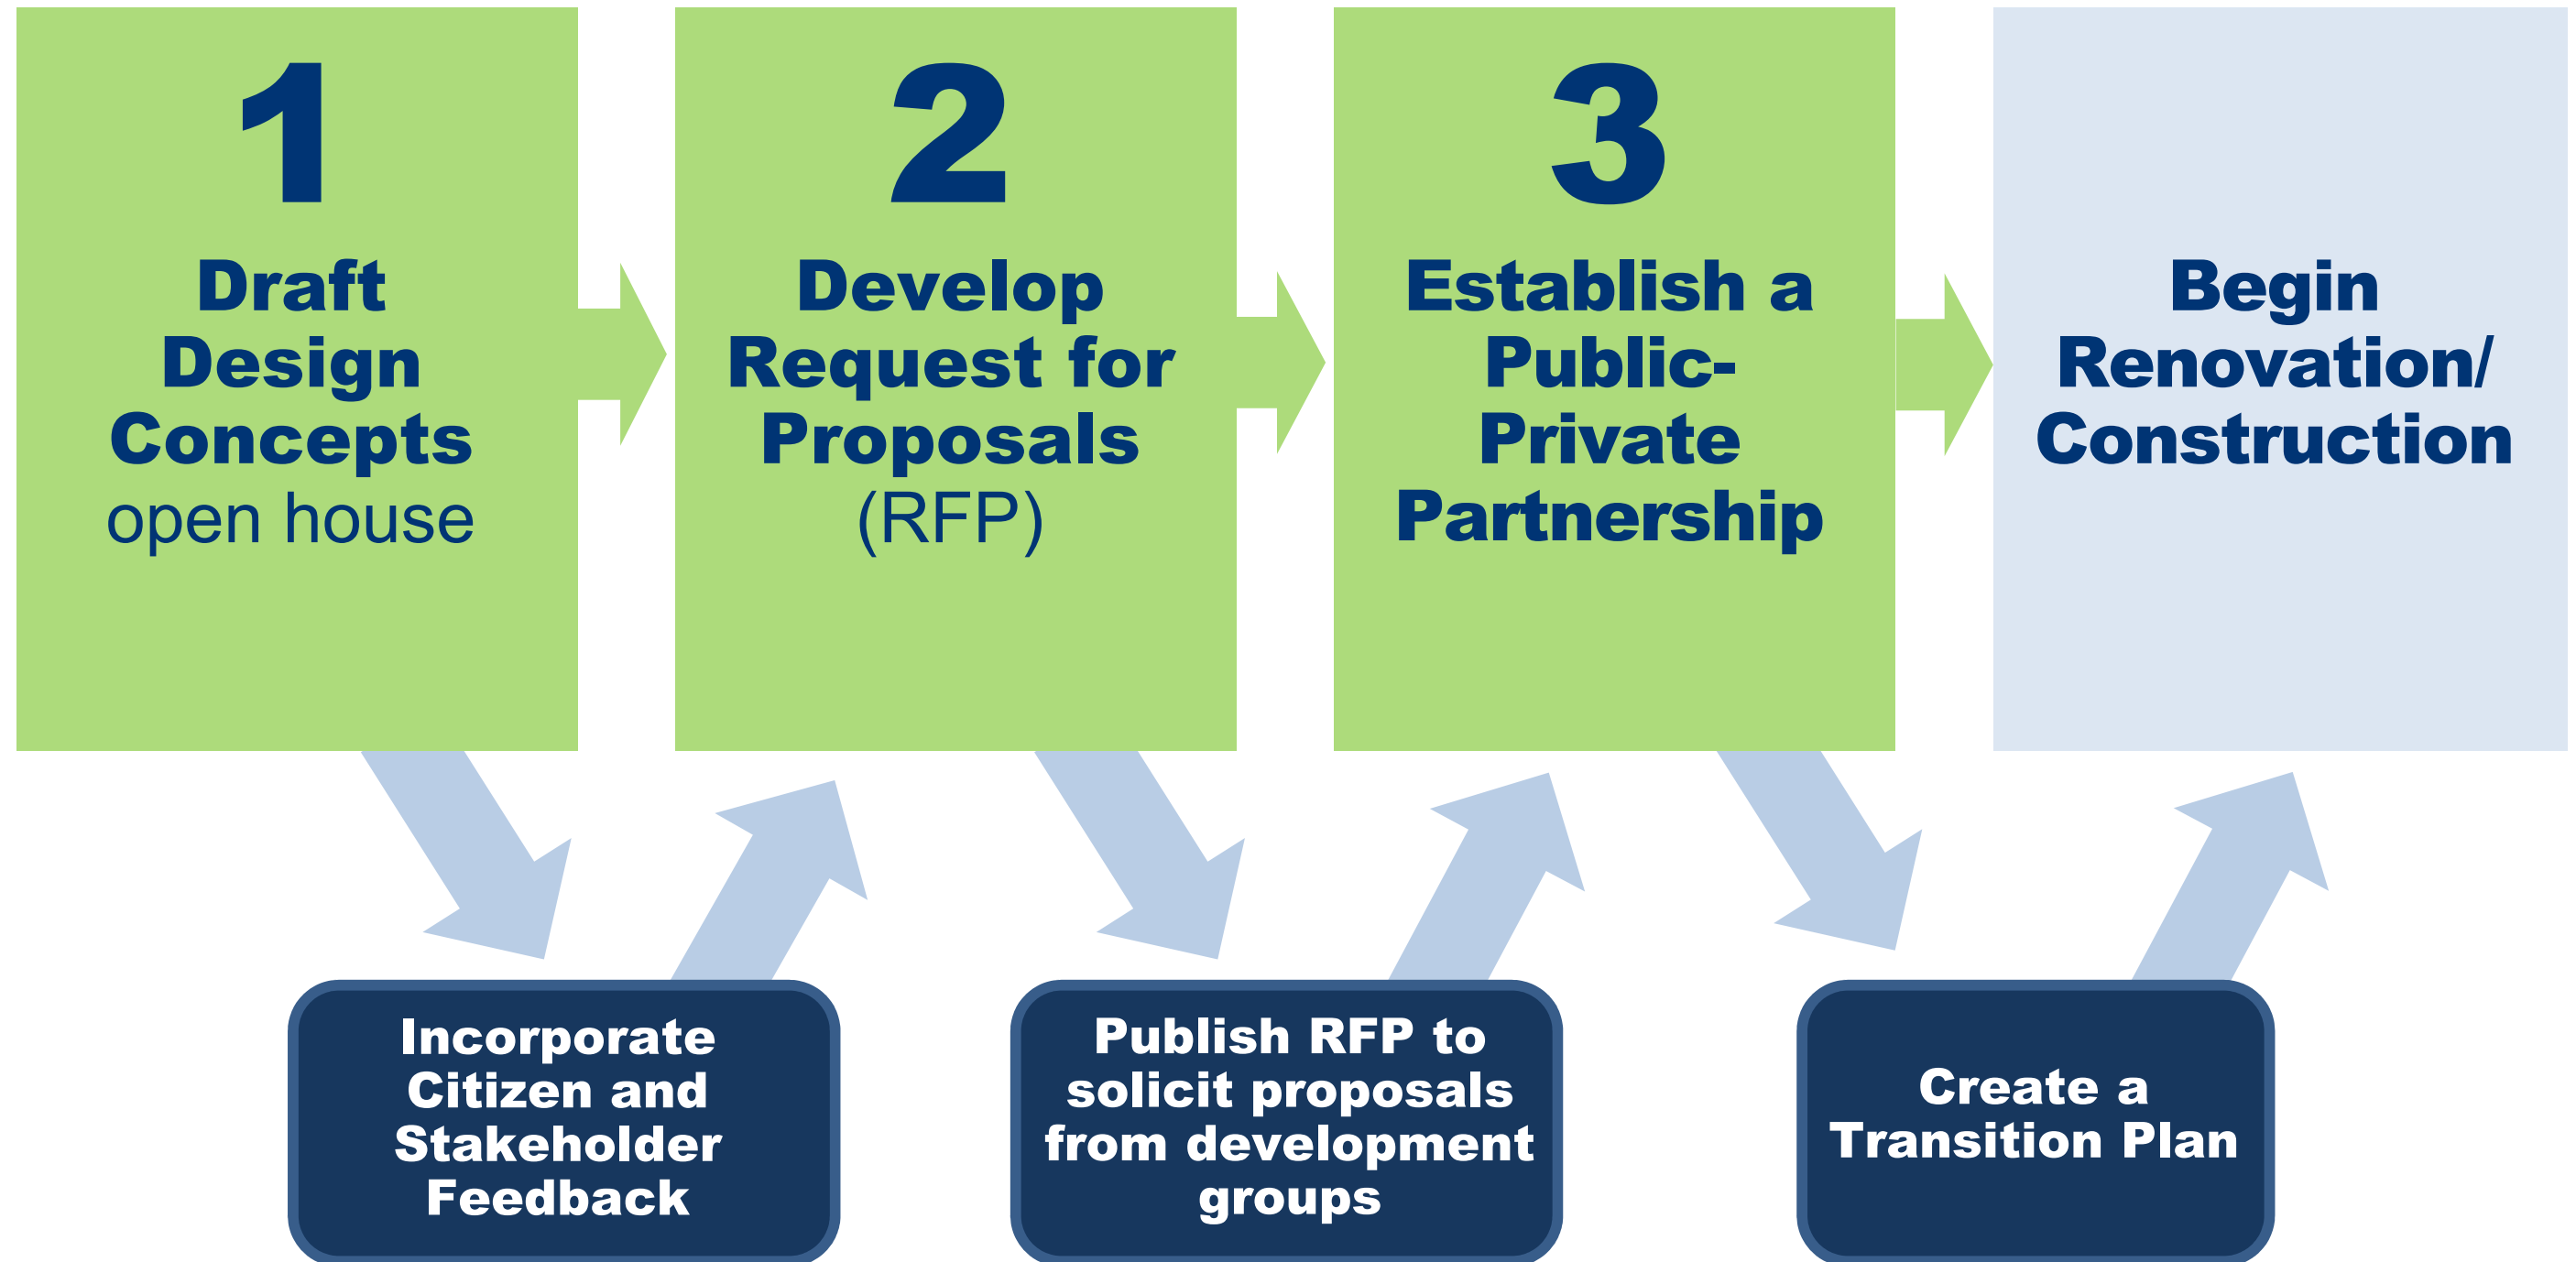 1
Draft
Design
Concepts
open house
2
Develop
Request for
Proposals
(RFP)
3
Establish a
Public-
Private
Partnership
Begin
Renovation/
Construction
Incorporate
Citizen and
Stakeholder
Feedback
Publish RFP to
solicit proposals
from development
groups
Create a
Transition Plan